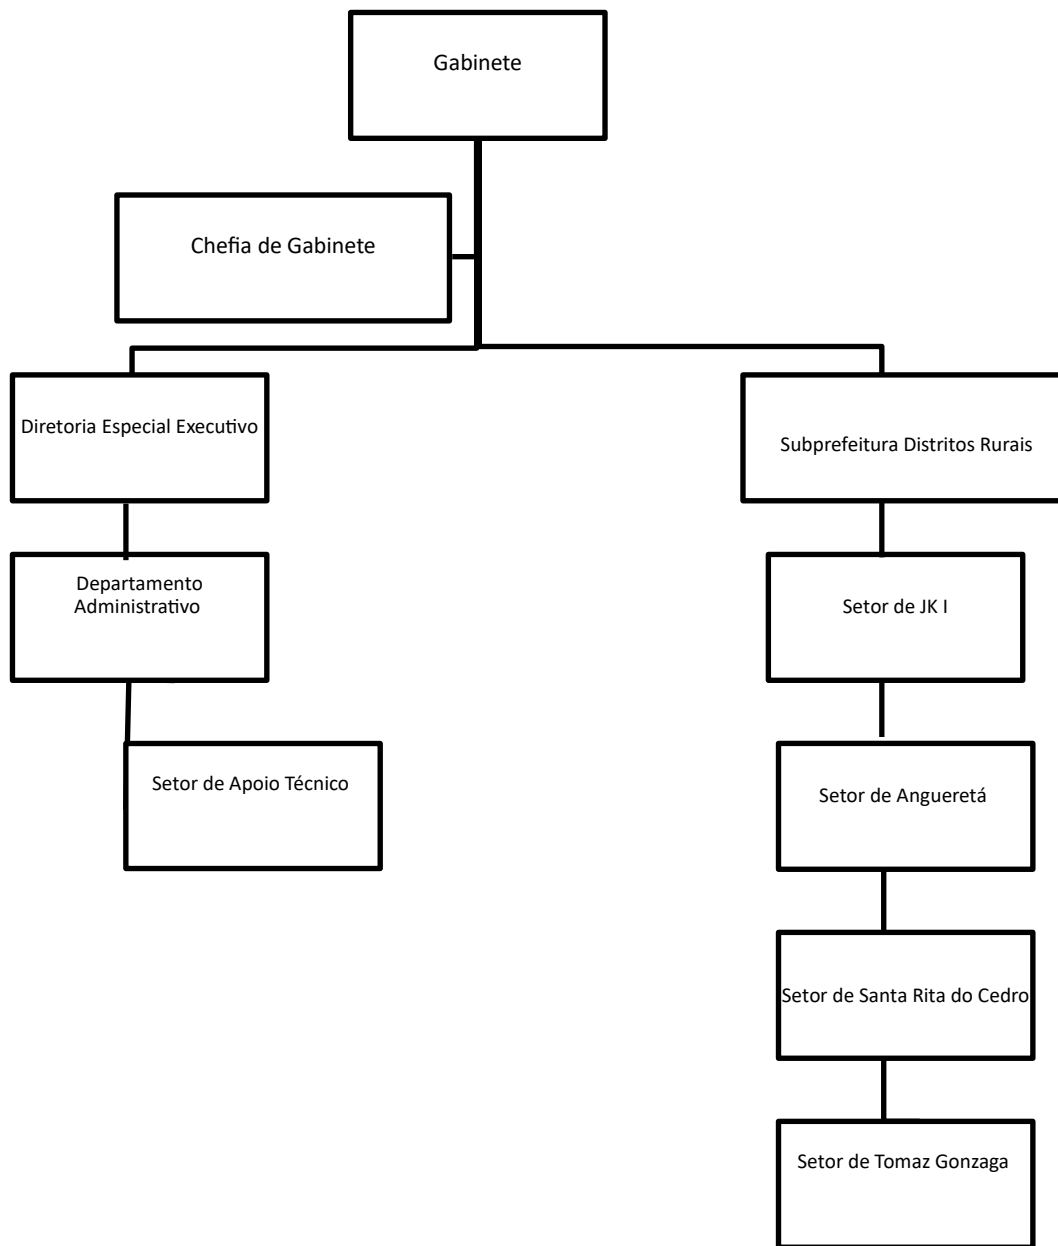 Gabinete
Chefia de Gabinete
Diretoria Especial Executivo
Subprefeitura Distritos Rurais
Departamento
Administrativo
Setor de JK I
Setor de Apoio Técnico
Setor de Angueretá
Setor de Santa Rita do Cedro
Setor de Tomaz Gonzaga